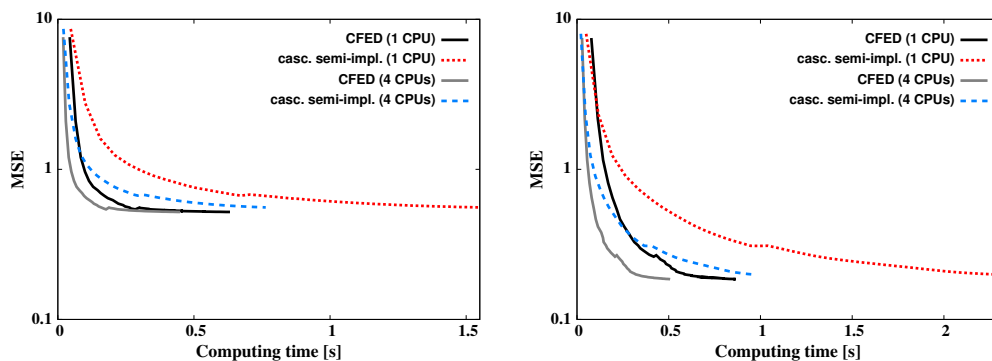 10
1
0.1
MSE
CFED (1 CPU)
casc. semi-impl. (1 CPU)
CFED (4 CPUs)
casc. semi-impl. (4 CPUs)
0 0.5 1 1.5
Computing time [s]
10
1
0.1
MSE
CFED (1 CPU)
casc. semi-impl. (1 CPU)
CFED (4 CPUs)
casc. semi-impl. (4 CPUs)
0 0.5 1 1.5 2
Computing time [s]